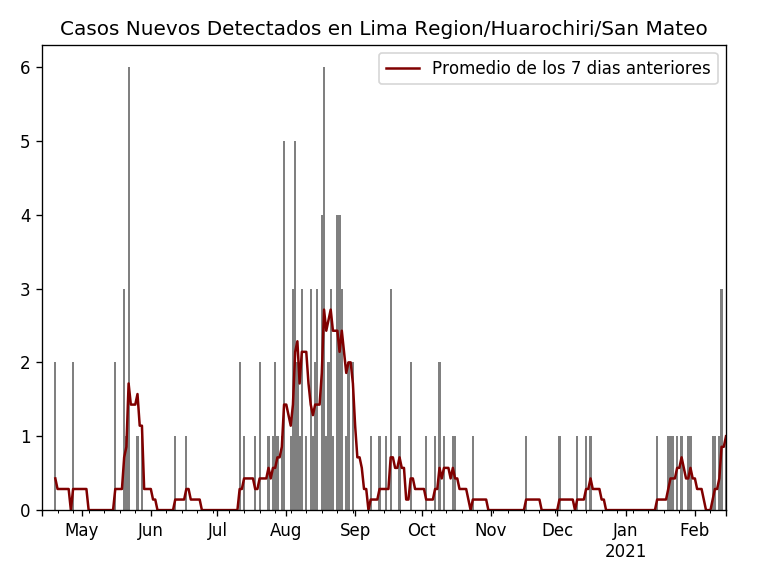 Casos Nuevos Detectados en Lima Region/Huarochiri/San Mateo
Promedio de los 7 dias anteriores
6
5
4
3
2
1
0
May Jun Jul Aug Sep Oct Nov Dec Jan Feb
2021